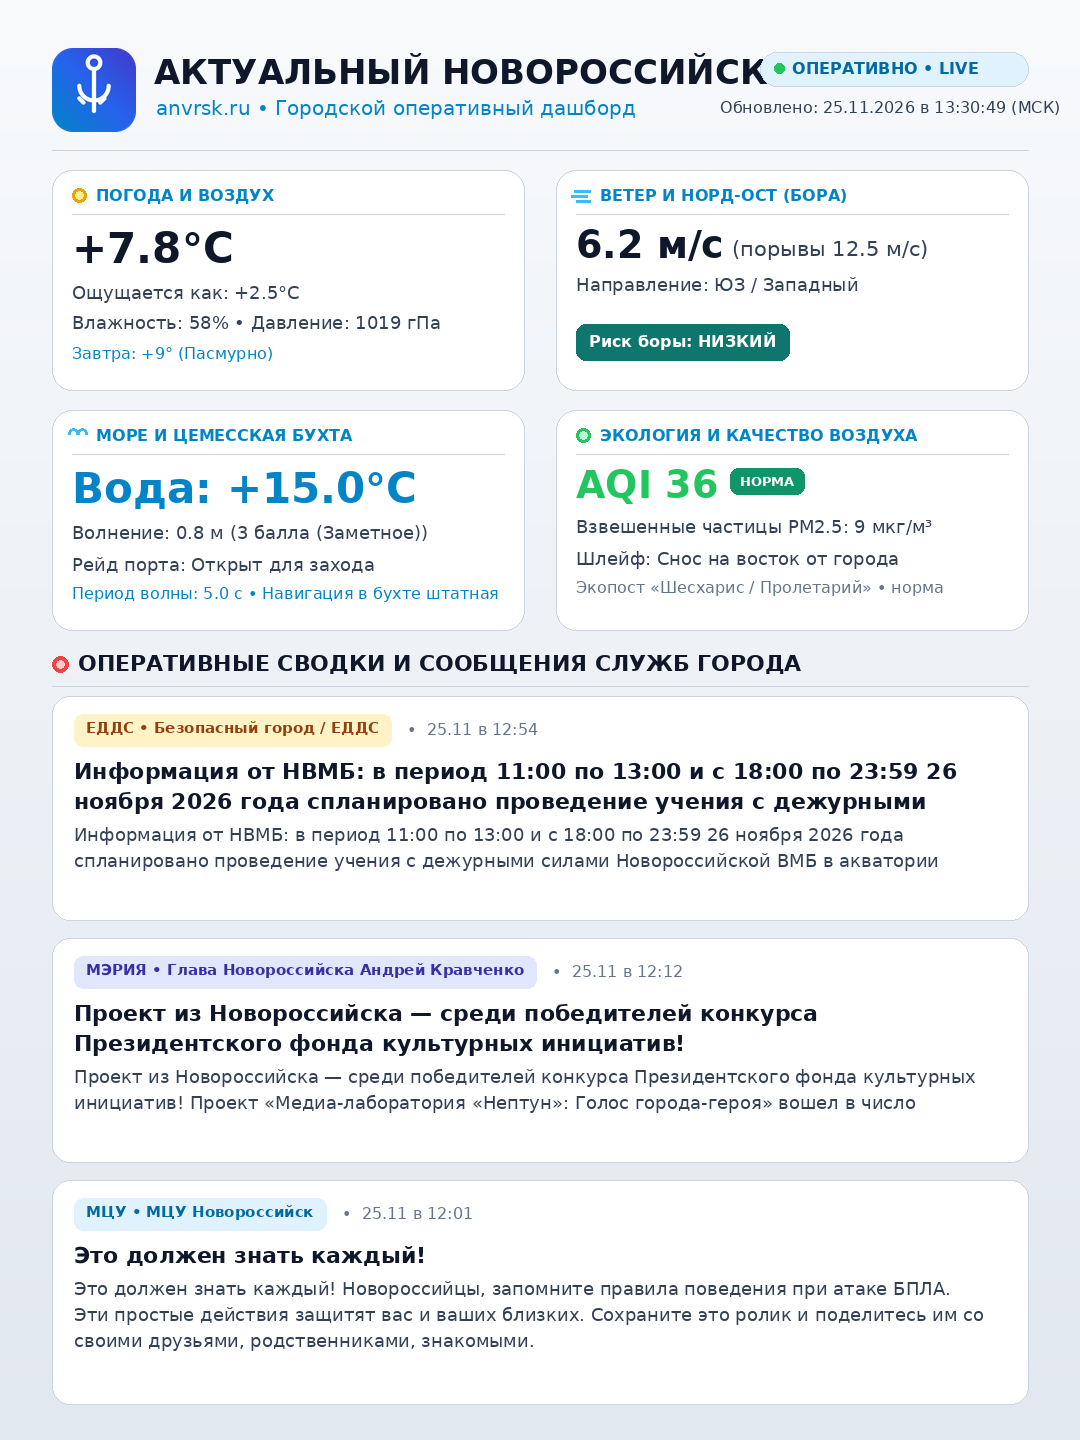 АКТУАЛЬНЫЙ НОВОРОССИЙСК
ОПЕРАТИВНО • LIVE
anvrsk.ru • Городской оперативный дашборд
Обновлено: 25.11.2026 в 13:30:49 (МСК)
ПОГОДА И ВОЗДУХ
+7.8°C
Ощущается как: +2.5°C
Влажность: 58% • Давление: 1019 гПа
Завтра: +9° (Пасмурно)
ВЕТЕР И НОРД-ОСТ (БОРА)
6.2 м/с (порывы 12.5 м/с)
Направление: ЮЗ / Западный
Риск боры: НИЗКИЙ
МОРЕ И ЦЕМЕССКАЯ БУХТА
Вода: +15.0°C
Волнение: 0.8 м (3 балла (Заметное))
Рейд порта: Открыт для захода
Период волны: 5.0 с • Навигация в бухте штатная
ЭКОЛОГИЯ И КАЧЕСТВО ВОЗДУХА
AQI 36 НОРМА
Взвешенные частицы PM2.5: 9 мкг/м³
Шлейф: Снос на восток от города
Экопост «Шесхарис / Пролетарий» • норма
ОПЕРАТИВНЫЕ СВОДКИ И СООБЩЕНИЯ СЛУЖБ ГОРОДА
ЕДДС • Безопасный город / ЕДДС • 25.11 в 12:54
Информация от НВМБ: в период 11:00 по 13:00 и с 18:00 по 23:59 26
ноября 2026 года спланировано проведение учения с дежурными
Информация от НВМБ: в период 11:00 по 13:00 и с 18:00 по 23:59 26 ноября 2026 года
спланировано проведение учения с дежурными силами Новороссийской ВМБ в акватории
МЭРИЯ • Глава Новороссийска Андрей Кравченко • 25.11 в 12:12
Проект из Новороссийска — среди победителей конкурса
Президентского фонда культурных инициатив!
Проект из Новороссийска — среди победителей конкурса Президентского фонда культурных
инициатив! Проект «Медиа-лаборатория «Нептун»: Голос города-героя» вошел в число
МЦУ • МЦУ Новороссийск • 25.11 в 12:01
Это должен знать каждый!
Это должен знать каждый! Новороссийцы, запомните правила поведения при атаке БПЛА.
Эти простые действия защитят вас и ваших близких. Сохраните это ролик и поделитесь им со
своими друзьями, родственниками, знакомыми.